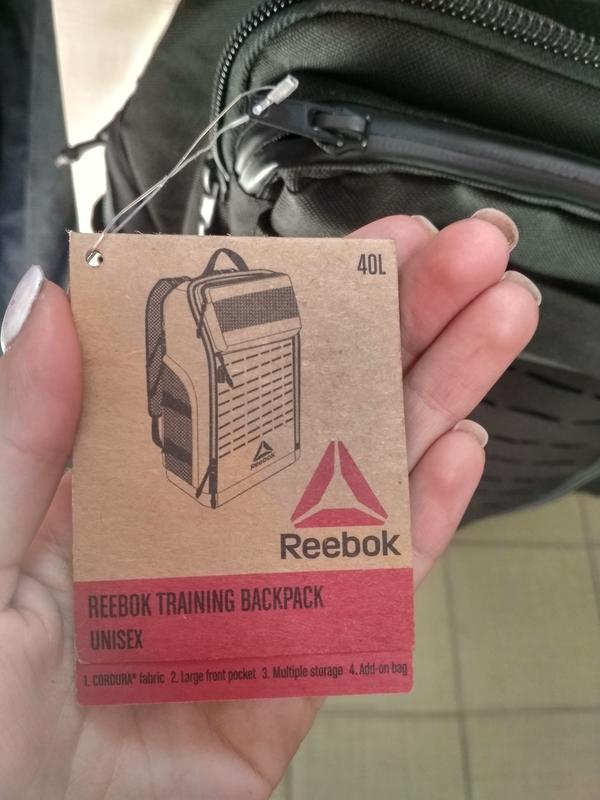 40L
Reebok
Reebok
REEBOK TRAINING BACKPACK
UNISEX
1. CORDURA® fabric 2. Large front pocket 3. Multiple storage 4. Add-on bag